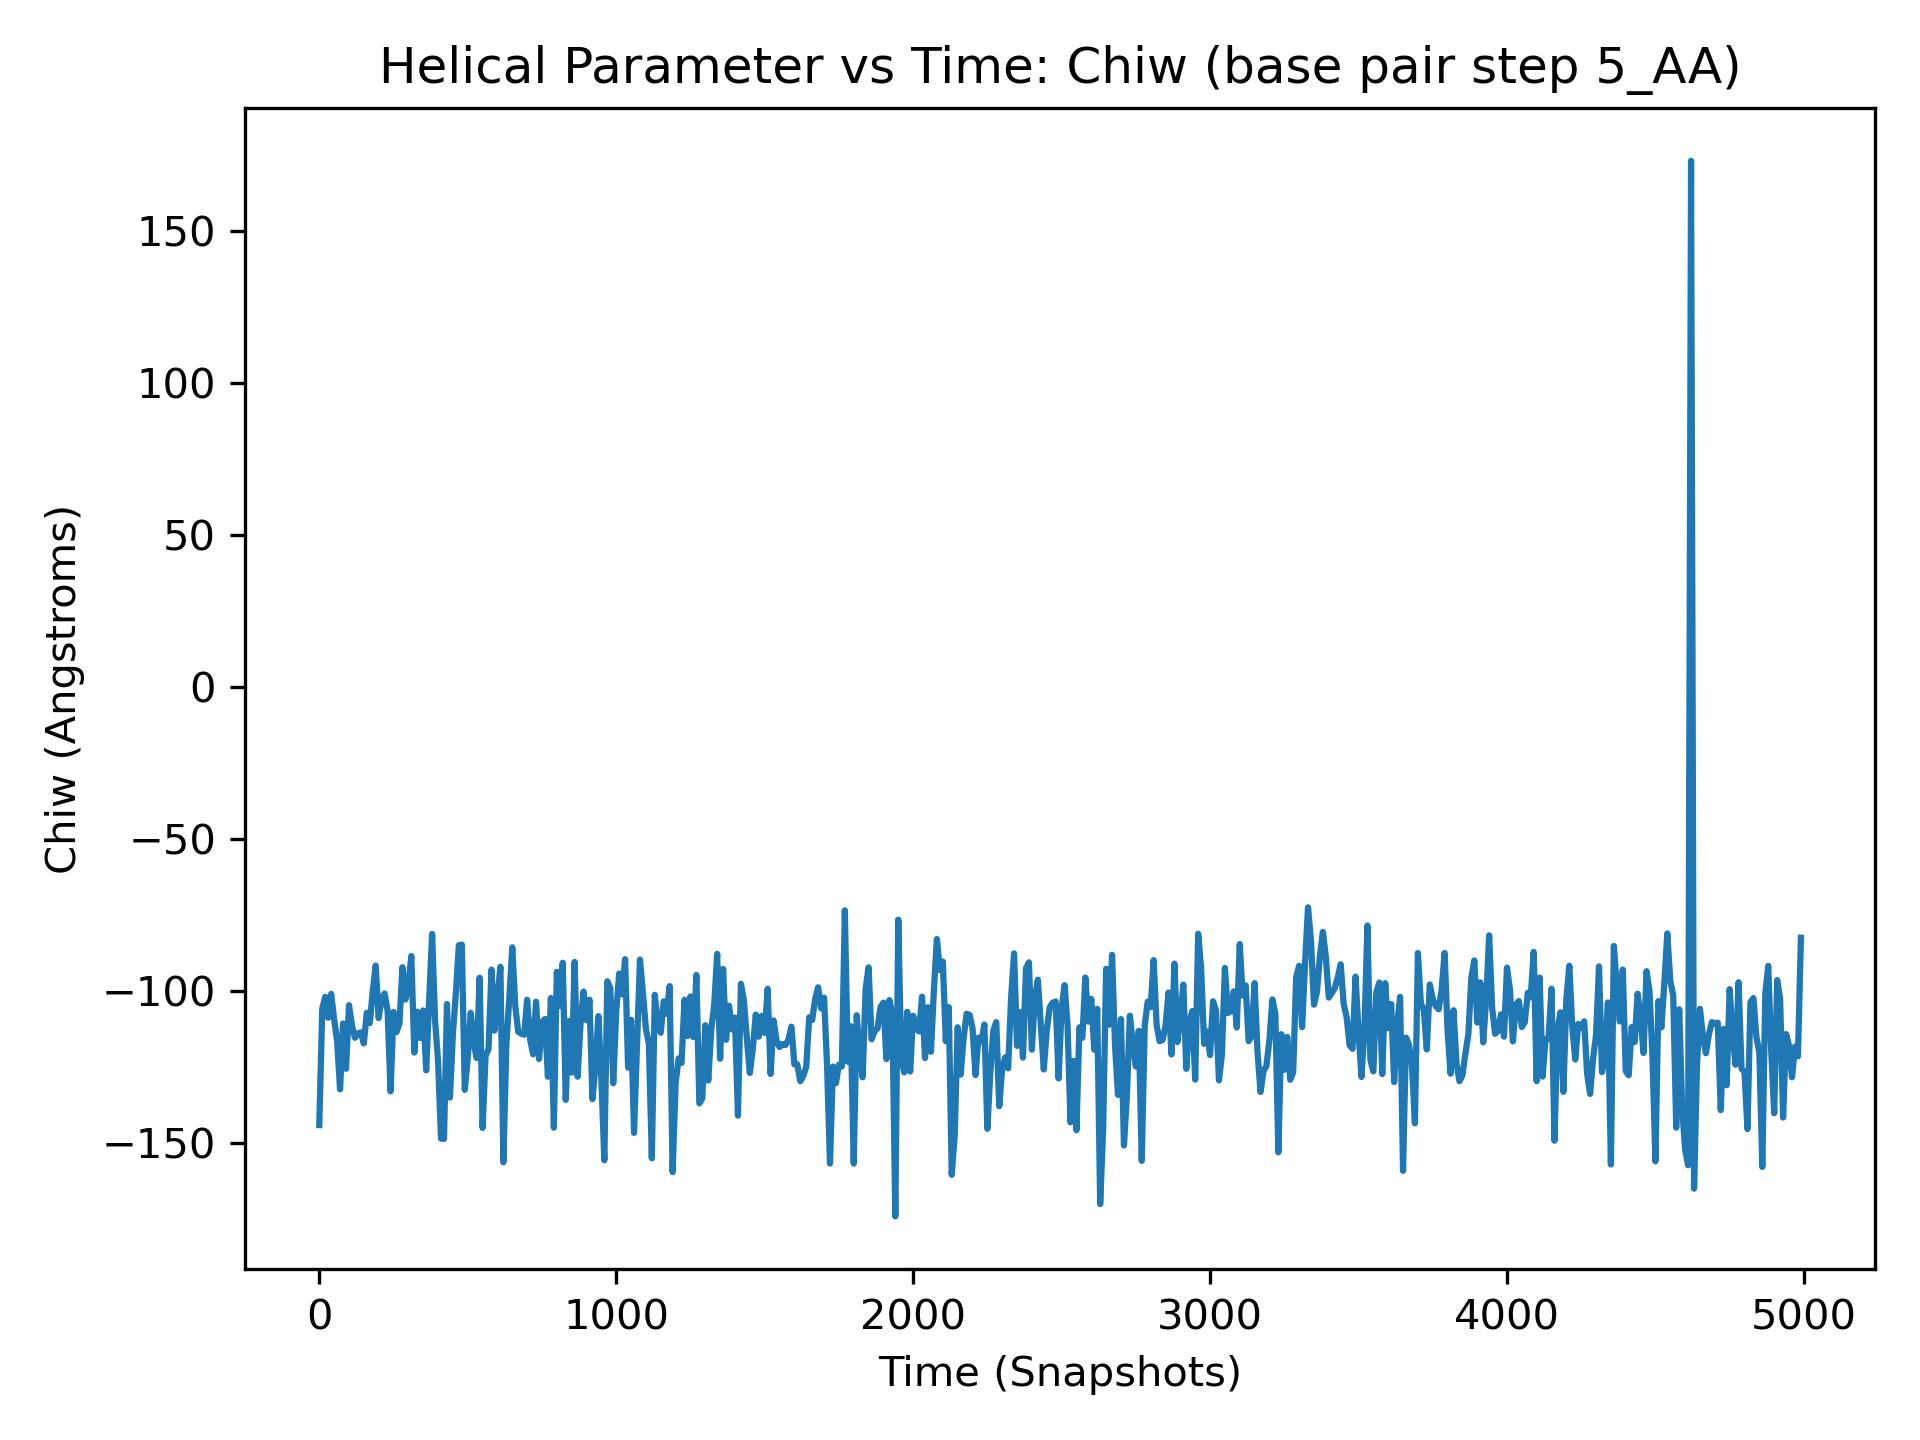 Helical Parameter vs Time: Chiw (base pair step 5_AA)
150
100
50
0
−50
−100
−150
Chiw (Angstroms)
0 1000 2000 3000 4000 5000
Time (Snapshots)